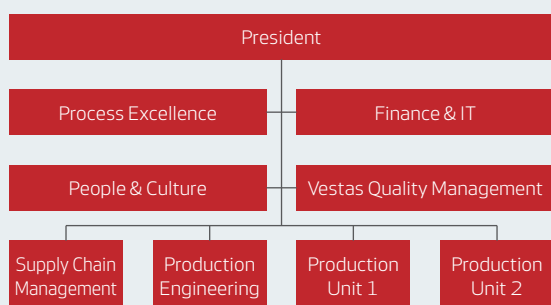 President
Process Excellence
Finance & IT
People & Culture
Vestas Quality Management
Supply Chain
Management
Production
Engineering
Production
Unit 1
Production
Unit 2